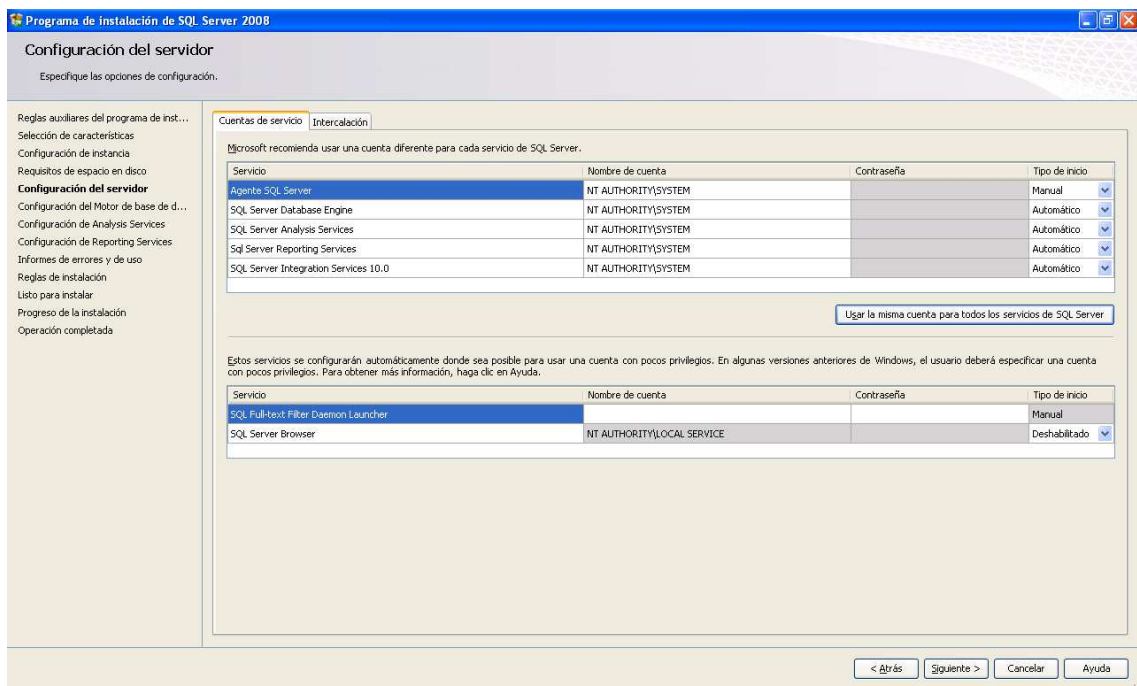 Programa de instalación de SQL Server 2008
Configuración del servidor
Especifique las opciones de configuración.
Reglas auxiliares del programa de inst...
Selección de características
Configuración de instancia
Requisitos de espacio en disco
Configuración del servidor
Configuración del Motor de base de d...
Configuración de Analysis Services
Configuración de Reporting Services
Informes de errores y de uso
Reglas de instalación
Listo para instalar
Progreso de la instalación
Operación completada
Cuentas de servicio Intercalación
Microsoft recomienda usar una cuenta diferente para cada servicio de SQL Server.
Servicio Nombre de cuenta Contraseña Tipo de inicio
Agente SQL Server NT AUTHORITY\SYSTEM Manual
SQL Server Database Engine NT AUTHORITY\SYSTEM Automático
SQL Server Analysis Services NT AUTHORITY\SYSTEM Automático
Sql Server Reporting Services NT AUTHORITY\SYSTEM Automático
SQL Server Integration Services 10.0 NT AUTHORITY\SYSTEM Automático
Usar la misma cuenta para todos los servicios de SQL Server
Estos servicios se configurarán automáticamente donde sea posible para usar una cuenta con pocos privilegios. En algunas versiones anteriores de Windows, el usuario deberá especificar una cuenta
con pocos privilegios. Para obtener más información, haga clic en Ayuda.
Servicio Nombre de cuenta Contraseña Tipo de inicio
SQL Full-text Filter Daemon Launcher Manual
SQL Server Browser NT AUTHORITY\LOCAL SERVICE Deshabilitado
< Atrás Siguiente > Cancelar Ayuda